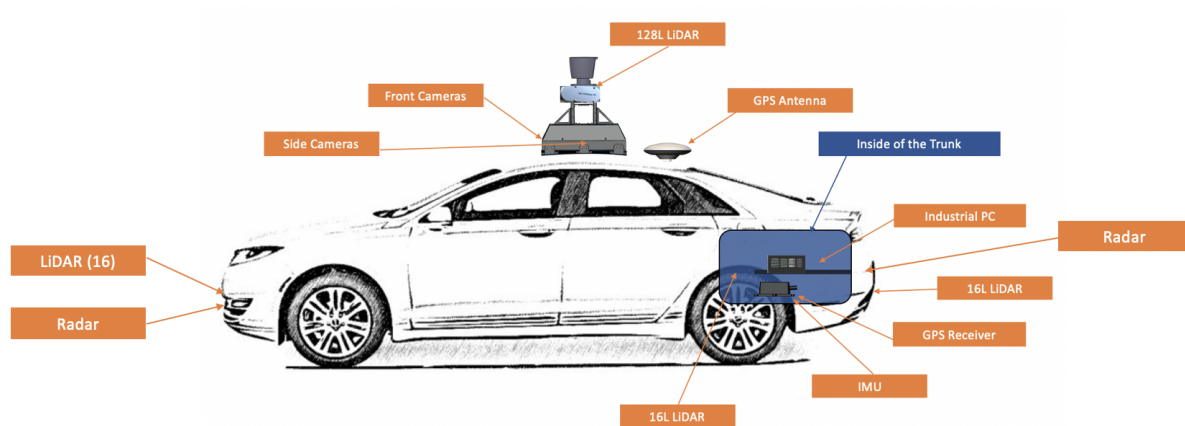 128L LiDAR
Front Cameras
GPS Antenna
Side Cameras
Inside of the Trunk
Industrial PC
Radar
LiDAR (16)
16L LiDAR
Radar
GPS Receiver
IMU
16L LiDAR